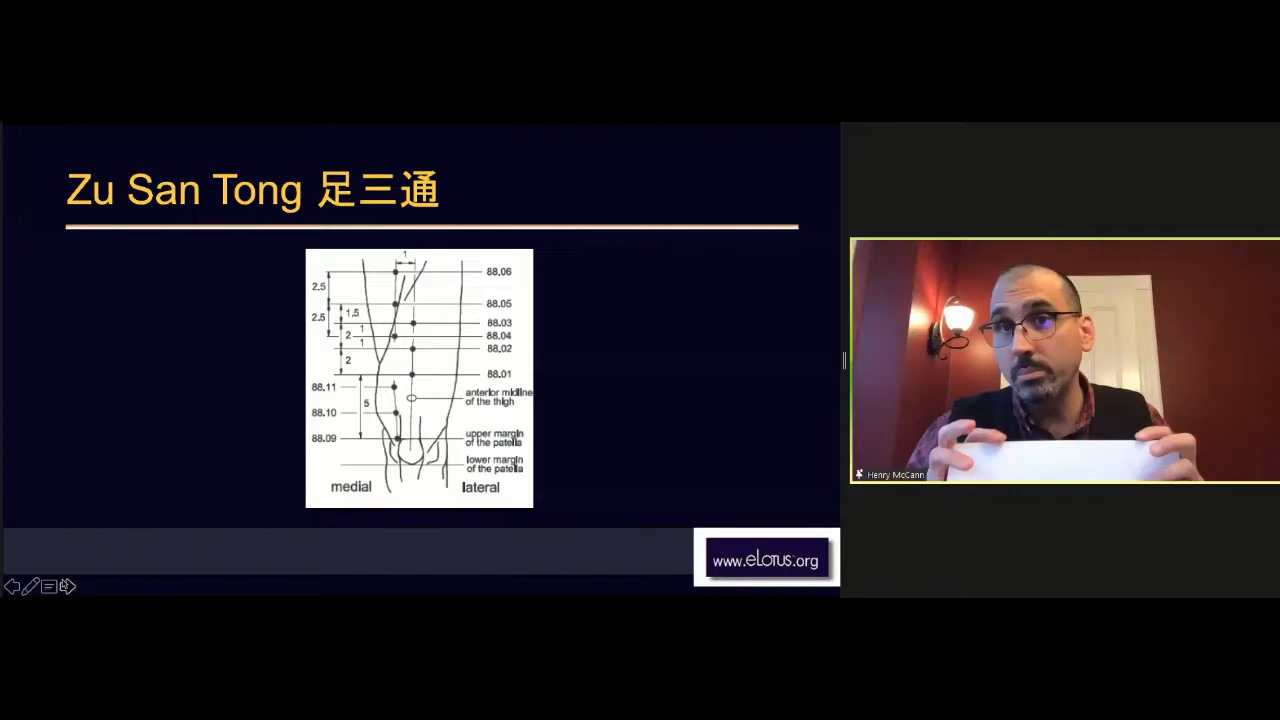 Zu San Tong 足三通
1
88.06
2.5
88.05
1.5
2.5
88.03
1
88.04
2
1
88.02
2
88.01
88.11
anterior midline
of the thigh
5
88.10
upper margin
of the patella
88.09
lower margin
of the patella
medial
lateral
www.eLOTUS.org
Henry McCann